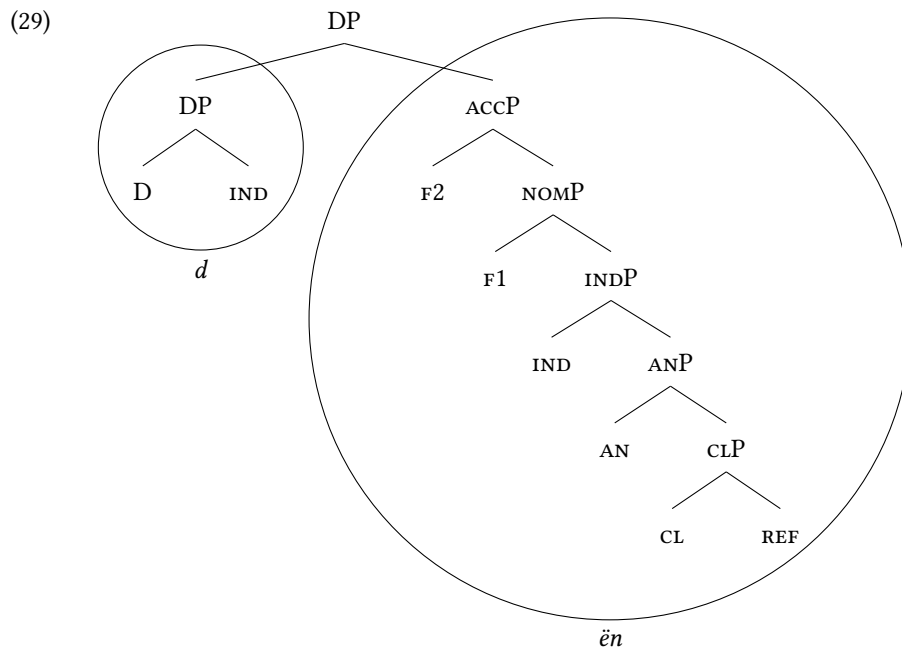 (29) DP
DP ACCP
D IND F2 NOMP
d F1 INDP
IND ANP
AN CLP
CL REF
ën